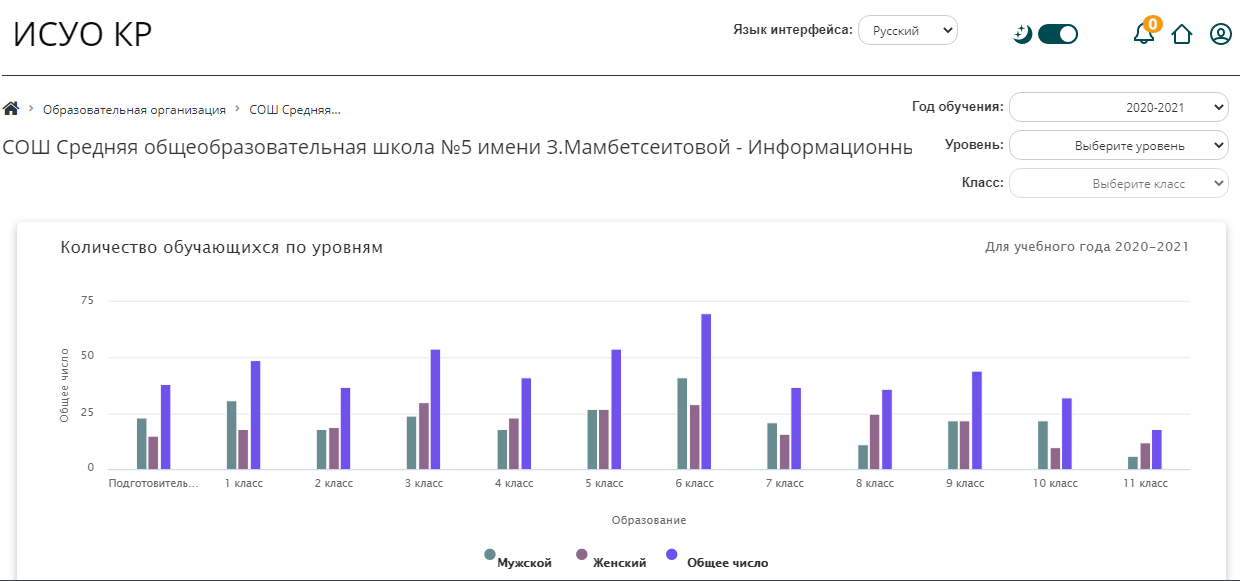 ИСУО КР
Язык интерфейса: Русский
0
Образовательная организация
СОШ Средняя...
Год обучения: 2020-2021
СОШ Средняя общеобразовательная школа №5 имени З.Мамбетсеитовой - Информационнь
Уровень: Выберите уровень
Класс: Выберите класс
Количество обучающихся по уровням
Для учебного года 2020–2021
75
50
25
0
Общее число
Подготовитель...
1 класс
2 класс
3 класс
4 класс
5 класс
6 класс
7 класс
8 класс
9 класс
10 класс
11 класс
Образование
Мужской
Женский
Общее число